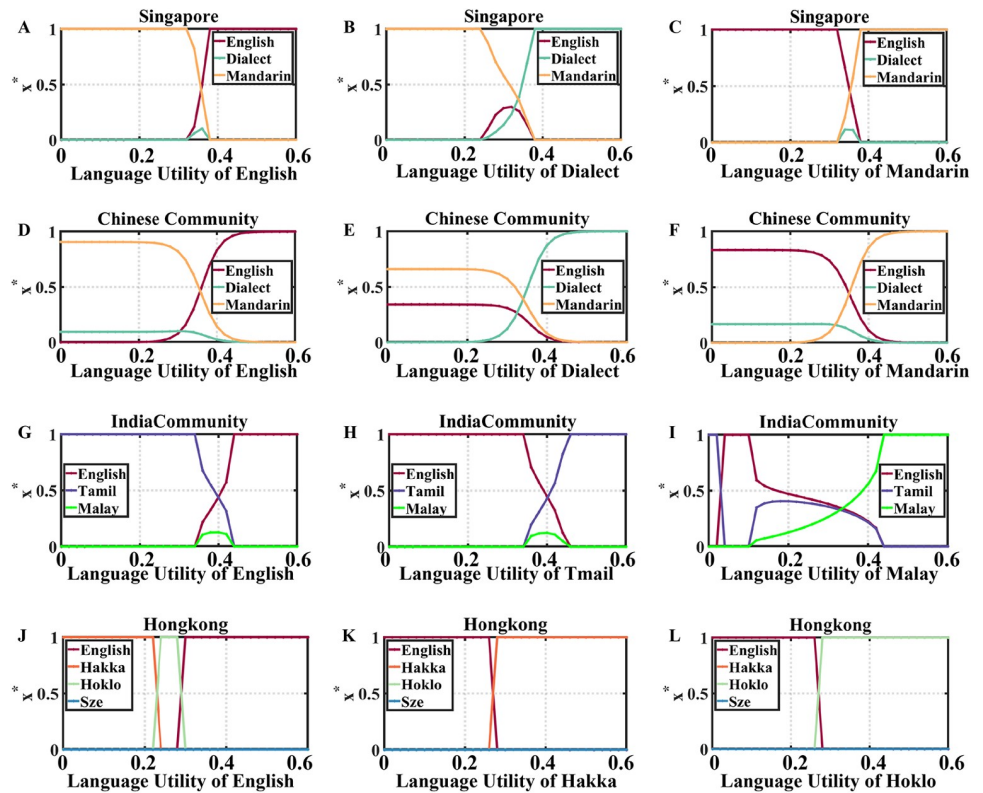 A
Singapore
1
0.5
0
x *
English
Dialect
Mandarin
0
0.2
0.4
0.6
Language Utility of English
B
Singapore
1
0.5
0
x *
English
Dialect
Mandarin
0
0.2
0.4
0.6
Language Utility of Dialect
C
Singapore
1
0.5
0
x *
English
Dialect
Mandarin
0
0.2
0.4
0.6
Language Utility of Mandarin
D
Chinese Community
1
0.5
0
x *
English
Dialect
Mandarin
0
0.2
0.4
0.6
Language Utility of English
E
Chinese Community
1
0.5
0
x *
English
Dialect
Mandarin
0
0.2
0.4
0.6
Language Utility of Dialect
F
Chinese Community
1
0.5
0
x *
English
Dialect
Mandarin
0
0.2
0.4
0.6
Language Utility of Mandarin
G
IndiaCommunity
1
0.5
0
x *
English
Tamil
Malay
0
0.2
0.4
0.6
Language Utility of English
H
IndiaCommunity
1
0.5
0
x *
English
Tamil
Malay
0
0.2
0.4
0.6
Language Utility of Tmail
I
IndiaCommunity
1
0.5
0
x *
English
Tamil
Malay
0
0.2
0.4
0.6
Language Utility of Malay
J
Hongkong
1
0.5
0
x *
English
Hakka
Hoklo
Sze
0
0.2
0.4
0.6
Language Utility of English
K
Hongkong
1
0.5
0
x *
English
Hakka
Hoklo
Sze
0
0.2
0.4
0.6
Language Utility of Hakka
L
Hongkong
1
0.5
0
x *
English
Hakka
Hoklo
Sze
0
0.2
0.4
0.6
Language Utility of Hoklo